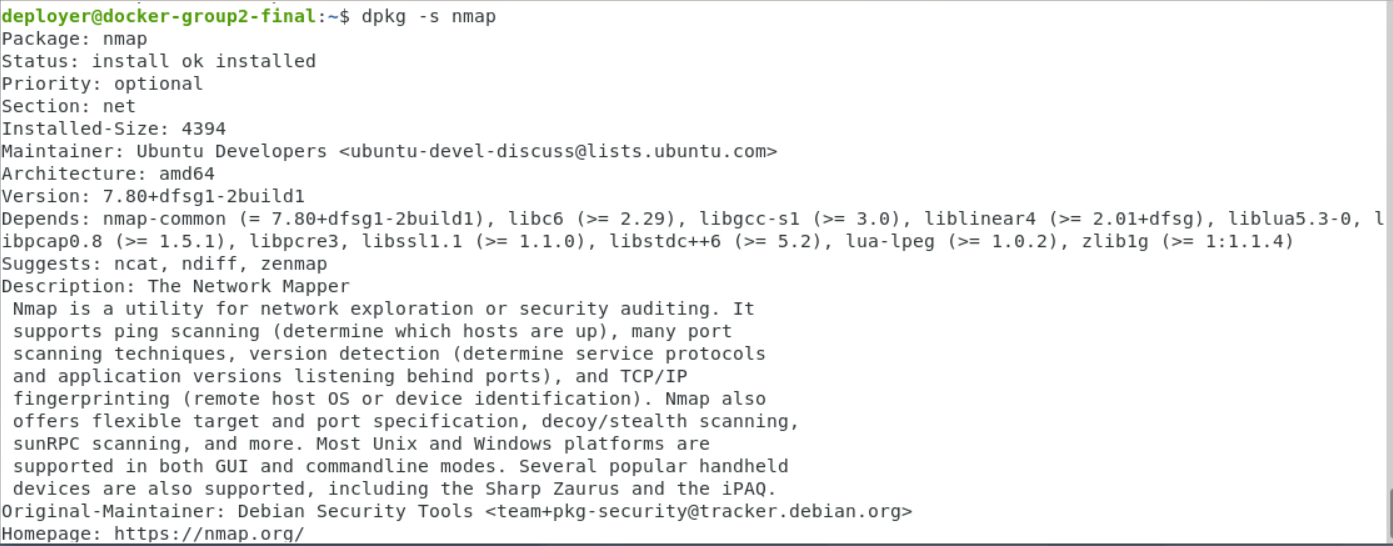 deployer@docker-group2-final:~$ dpkg -s nmap
Package: nmap
Status: install ok installed
Priority: optional
Section: net
Installed-Size: 4394
Maintainer: Ubuntu Developers <ubuntu-devel-discuss@lists.ubuntu.com>
Architecture: amd64
Version: 7.80+dfsg1-2build1
Depends: nmap-common (= 7.80+dfsg1-2build1), libc6 (>= 2.29), libgcc-s1 (>= 3.0), liblinear4 (>= 2.01+dfsg), liblua5.3-0, l
ibpcap0.8 (>= 1.5.1), libpcre3, libssl1.1 (>= 1.1.0), libstdc++6 (>= 5.2), lua-lpeg (>= 1.0.2), zlib1g (>= 1:1.1.4)
Suggests: ncat, ndiff, zenmap
Description: The Network Mapper
 Nmap is a utility for network exploration or security auditing. It
 supports ping scanning (determine which hosts are up), many port
 scanning techniques, version detection (determine service protocols
 and application versions listening behind ports), and TCP/IP
 fingerprinting (remote host OS or device identification). Nmap also
 offers flexible target and port specification, decoy/stealth scanning,
 sunRPC scanning, and more. Most Unix and Windows platforms are
 supported in both GUI and commandline modes. Several popular handheld
 devices are also supported, including the Sharp Zaurus and the iPAQ.
Original-Maintainer: Debian Security Tools <team+pkg-security@tracker.debian.org>
Homepage: https://nmap.org/